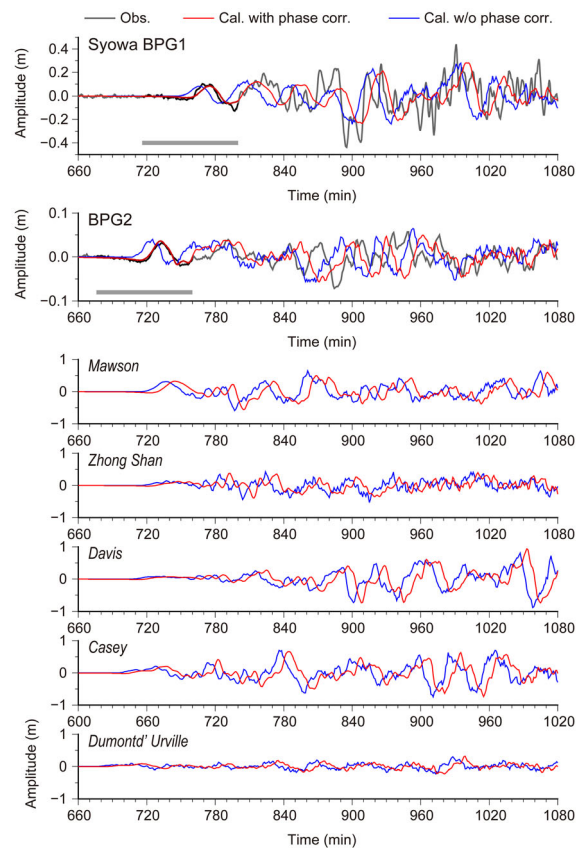 Obs. Cal. with phase corr. Cal. w/o phase corr.
Syowa BPG1
0.4
0.2
0.0
−0.2
−0.4
Amplitude (m)
660 720 780 840 900 960 1020 1080
Time (min)
BPG2
0.1
0.0
−0.1
660 720 780 840 900 960 1020 1080
Time (min)
Mawson
1
0
−1
660 720 780 840 900 960 1020 1080
Zhong Shan
1
0
−1
660 720 780 840 900 960 1020 1080
Davis
1
0
−1
660 720 780 840 900 960 1020 1080
Casey
1
0
−1
600 660 720 780 840 900 960 1020
Dumontd’ Urville
1
0
−1
Amplitude (m)
660 720 780 840 900 960 1020 1080
Time (min)